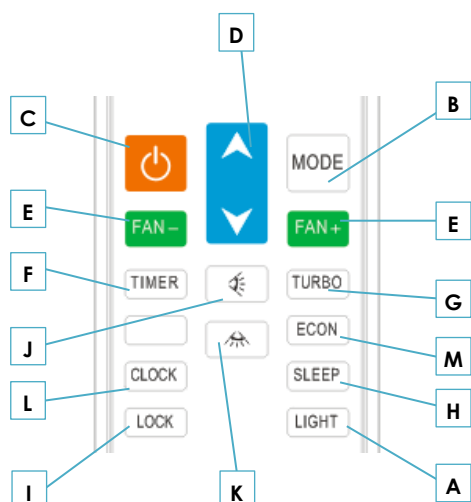 D
B
C
MODE
FAN –
FAN +
E
E
F
TIMER
TURBO
G
J
ECON
M
L
CLOCK
SLEEP
H
LOCK
LIGHT
I
K
A